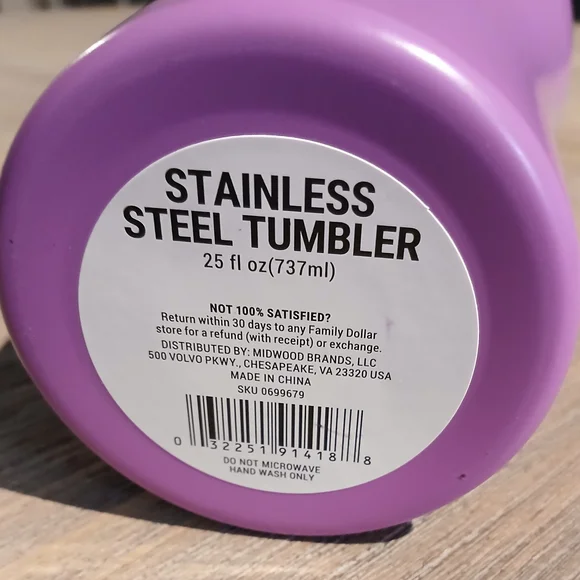 STAINLESS
STEEL TUMBLER
25 fl oz(737ml)
NOT 100% SATISFIED?
Return within 30 days to any Family Dollar
store for a refund (with receipt) or exchange.
DISTRIBUTED BY: MIDWOOD BRANDS, LLC
500 VOLVO PKWY., CHESAPEAKE, VA 23320 USA
MADE IN CHINA
SKU 0699679
0 32251 91418 8
DO NOT MICROWAVE
HAND WASH ONLY